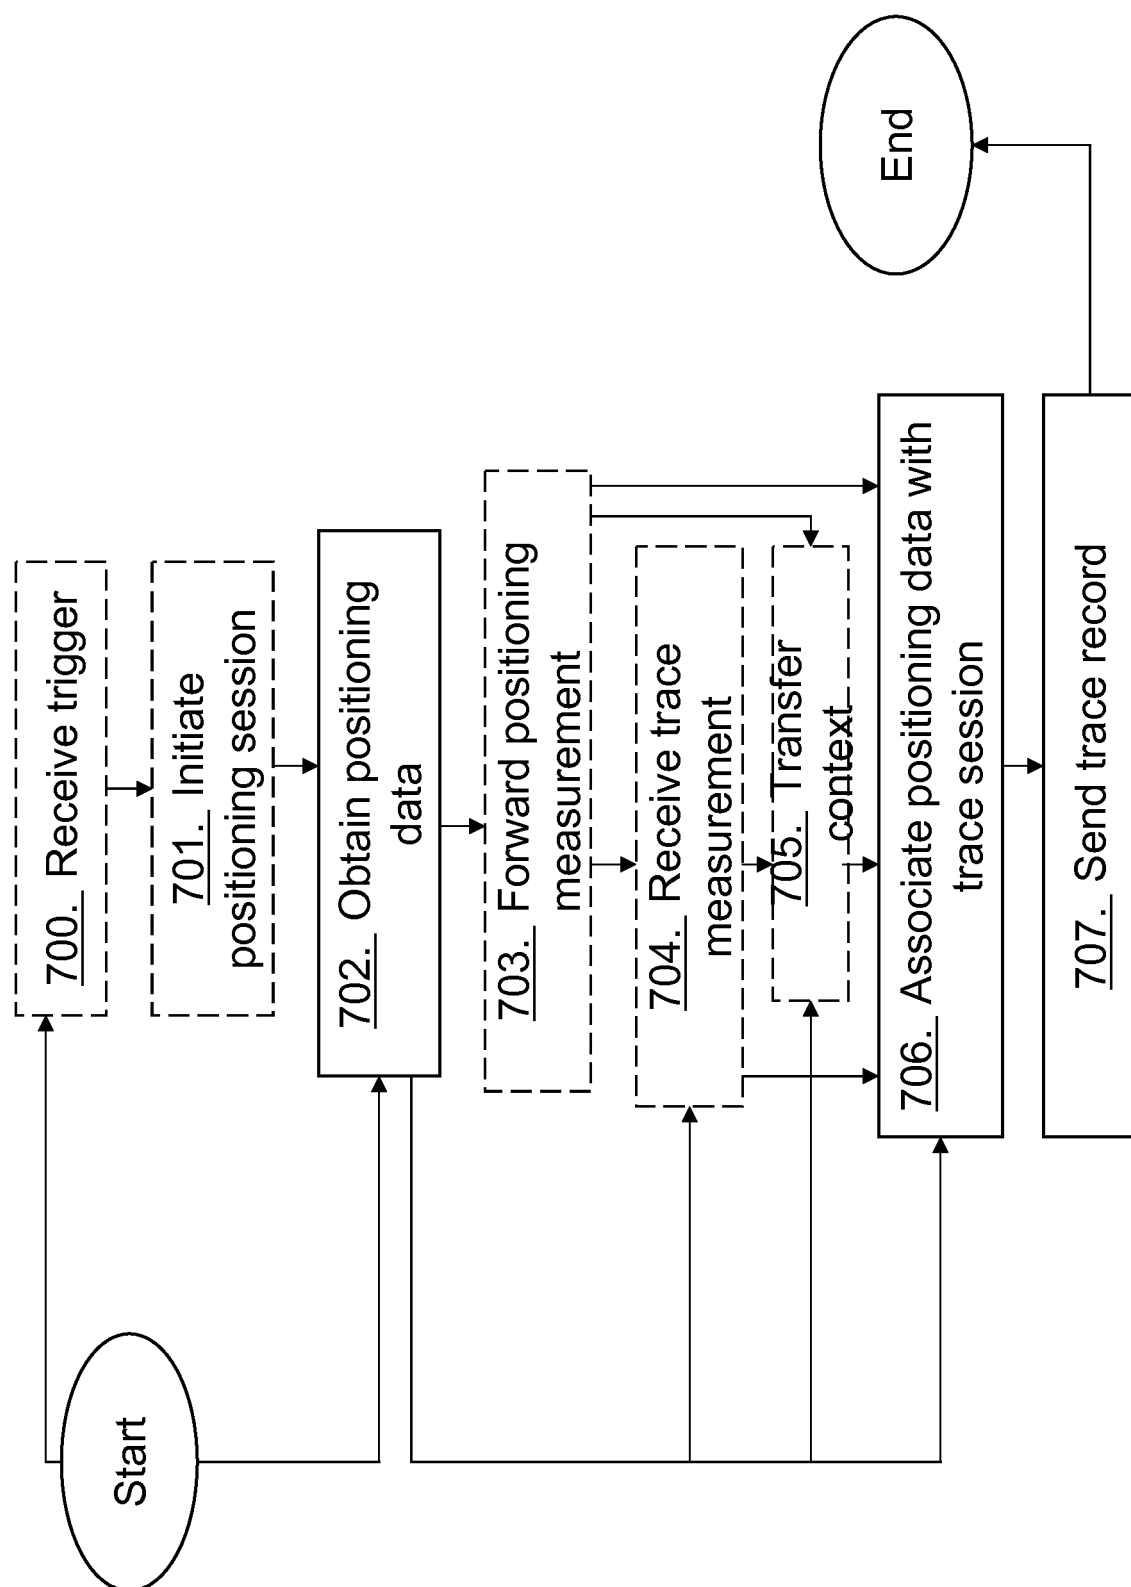 Start
700. Receive trigger
701. Initiate
positioning session
702. Obtain positioning
data
703. Forward positioning
measurement
704. Receive trace
measurement
705. Transfer
context
706. Associate positioning data with
trace session
707. Send trace record
End